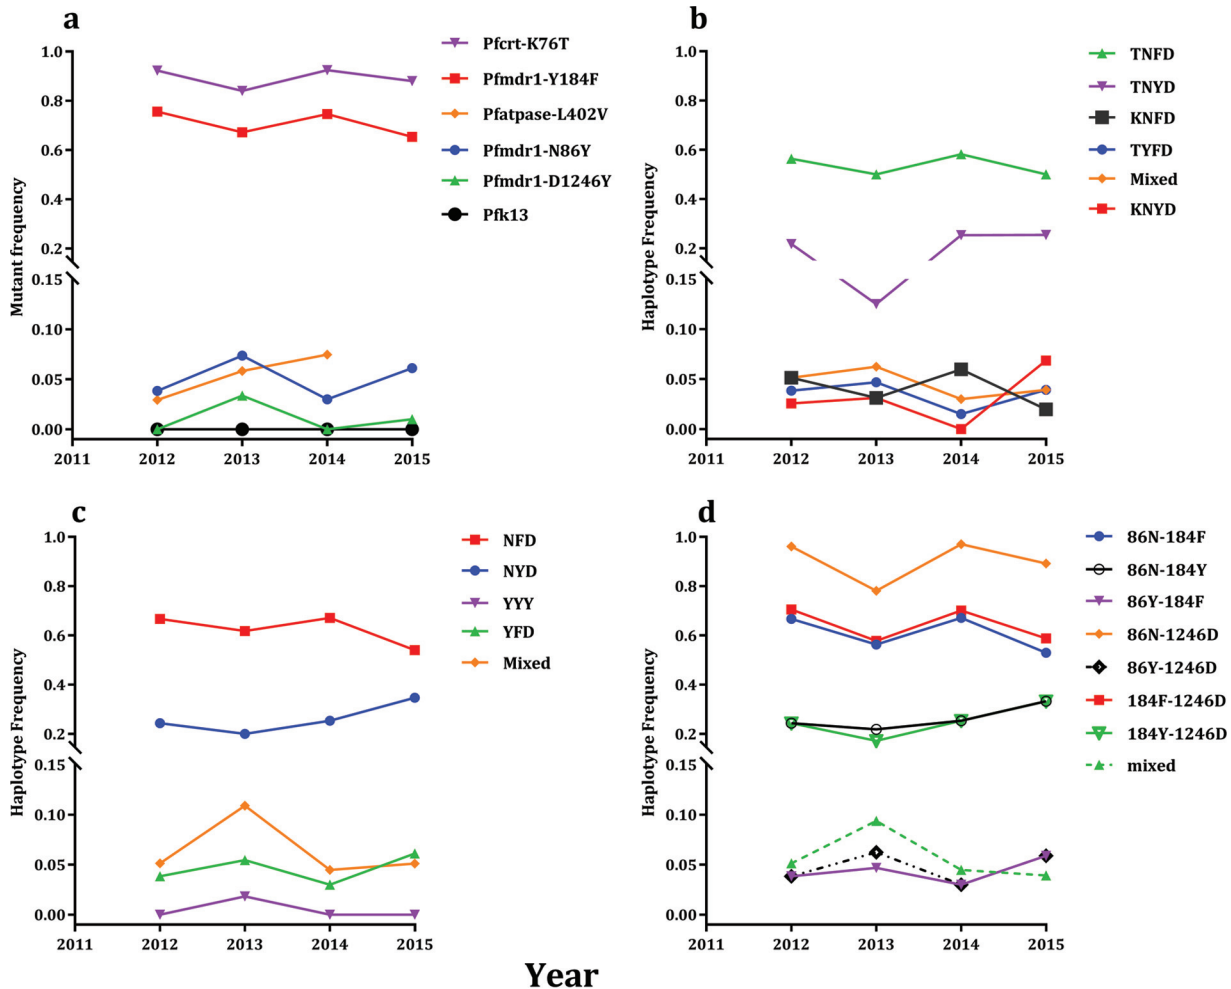 a
Mutant frequency
1.0
0.8
0.6
0.4
0.2
0.15
0.10
0.05
0.00
2011 2012 2013 2014 2015
Pfcrt-K76T
Pfmdr1-Y184F
Pfatpase-L402V
Pfmdr1-N86Y
Pfmdr1-D1246Y
Pfk13
b
Haplotype Frequency
1.0
0.8
0.6
0.4
0.2
0.15
0.10
0.05
0.00
2011 2012 2013 2014 2015
TNFD
TNYD
KNFD
TYFD
Mixed
KNYD
c
Haplotype Frequency
1.0
0.8
0.6
0.4
0.2
0.15
0.10
0.05
0.00
2011 2012 2013 2014 2015
NFD
NYD
YYY
YFD
Mixed
d
Haplotype Frequency
1.0
0.8
0.6
0.4
0.2
0.15
0.10
0.05
0.00
2011 2012 2013 2014 2015
86N-184F
86N-184Y
86Y-184F
86N-1246D
86Y-1246D
184F-1246D
184Y-1246D
mixed
Year